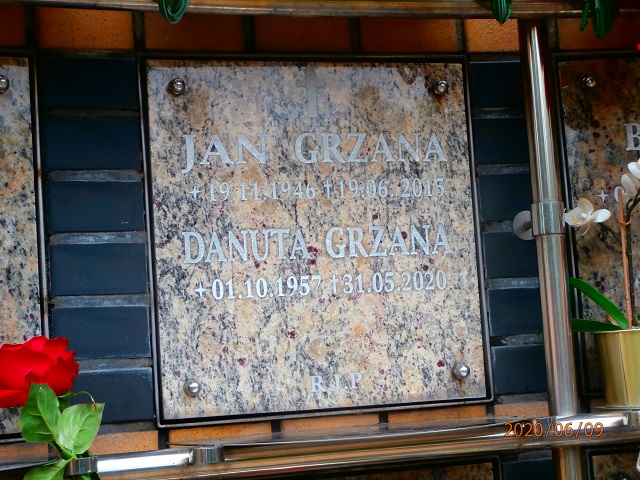 JAN GRZANA
+ 19.11.1946 † 19.06.2015
DANUTA GRZANA
+ 01.10.1957 † 31.05.2020
R.I.P.
B
2020/06/09